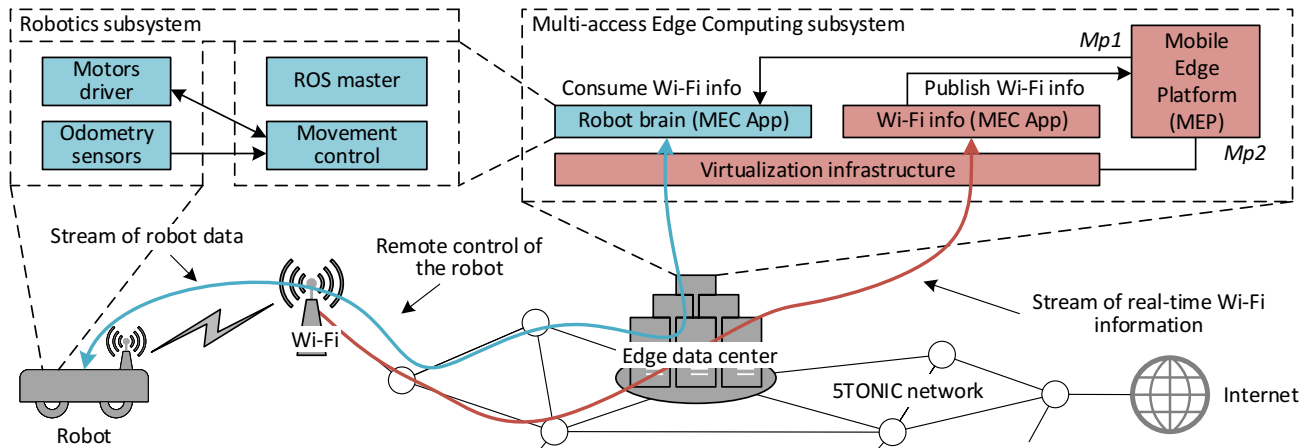 Robotics subsystem
Motors
driver
ROS master
Odometry
sensors
Movement
control
Multi-access Edge Computing subsystem
Mp1
Mobile
Edge
Platform
(MEP)
Consume Wi-Fi info
Publish Wi-Fi info
Robot brain (MEC App)
Wi-Fi info (MEC App)
Mp2
Virtualization infrastructure
Stream of robot data
Remote control of
the robot
Stream of real-time Wi-Fi
information
Wi-Fi
Edge data center
5TONIC network
Internet
Robot